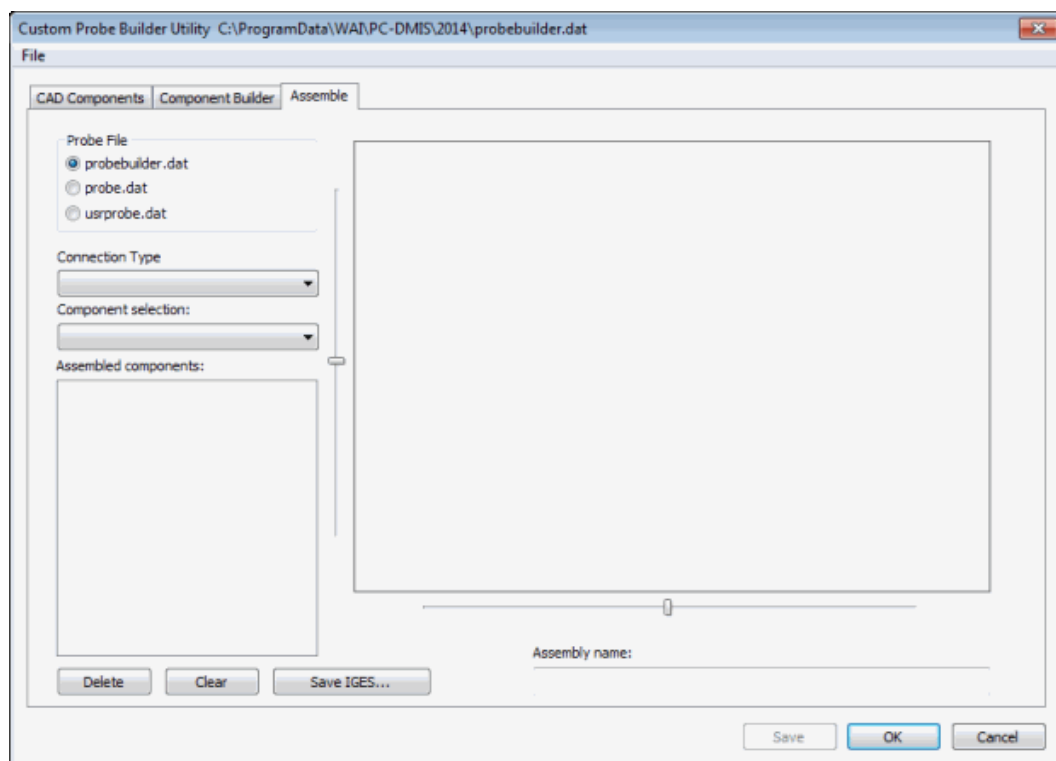 Custom Probe Builder Utility C:\ProgramData\WAI\PC-DMIS\2014\probebuilder.dat
File
CAD Components Component Builder Assemble
Probe File
probebuilder.dat
probe.dat
usrprobe.dat
Connection Type
Component selection:
Assembled components:
Assembly name:
Delete Clear Save IGES...
Save OK Cancel